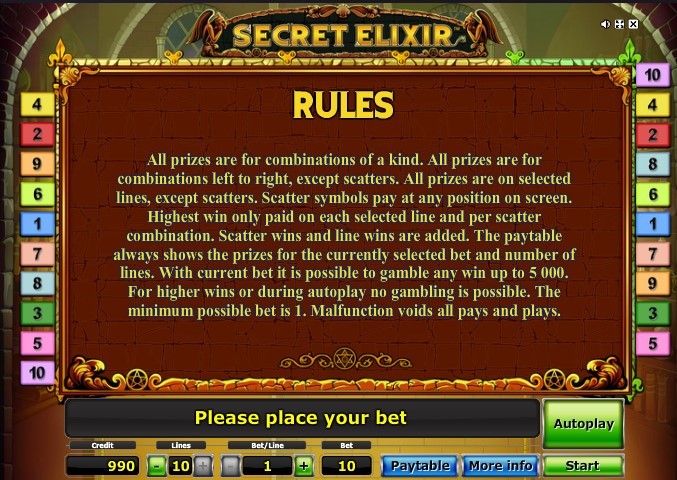 SECRET ELIXIR™
RULES
All prizes are for combinations of a kind. All prizes are for
combinations left to right, except scatters. All prizes are on selected
lines, except scatters. Scatter symbols pay at any position on screen.
Highest win only paid on each selected line and per scatter
combination. Scatter wins and line wins are added. The paytable
always shows the prizes for the currently selected bet and number of
lines. With current bet it is possible to gamble any win up to 5 000.
For higher wins or during autoplay no gambling is possible. The
minimum possible bet is 1. Malfunction voids all pays and plays.
4
2
9
6
1
7
8
3
5
10
10
4
2
8
6
1
7
9
3
5
Please place your bet
Autoplay
Credit Lines Bet/Line Bet
990 - 10 + - 1 + 10 Paytable More info Start